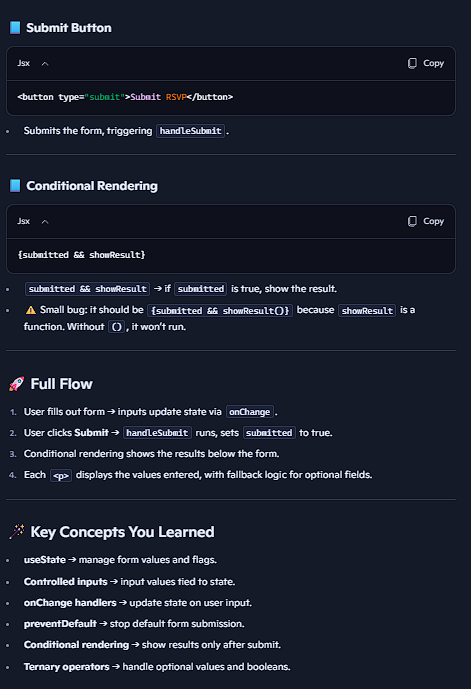 📘 Submit Button
Jsx
Copy
<button type="submit">Submit RSVP</button>
• Submits the form, triggering handleSubmit.
📘 Conditional Rendering
Jsx
Copy
{submitted && showResult}
• submitted && showResult → if submitted is true, show the result.
• ⚠️ Small bug: it should be {submitted && showResult()} because showResult is a
function. Without (), it won't run.
🚀 Full Flow
1. User fills out form → inputs update state via onChange.
2. User clicks Submit → handleSubmit runs, sets submitted to true.
3. Conditional rendering shows the results below the form.
4. Each <p> displays the values entered, with fallback logic for optional fields.
🪄 Key Concepts You Learned
• useState → manage form values and flags.
• Controlled inputs → input values tied to state.
• onChange handlers → update state on user input.
• preventDefault → stop default form submission.
• Conditional rendering → show results only after submit.
• Ternary operators → handle optional values and booleans.